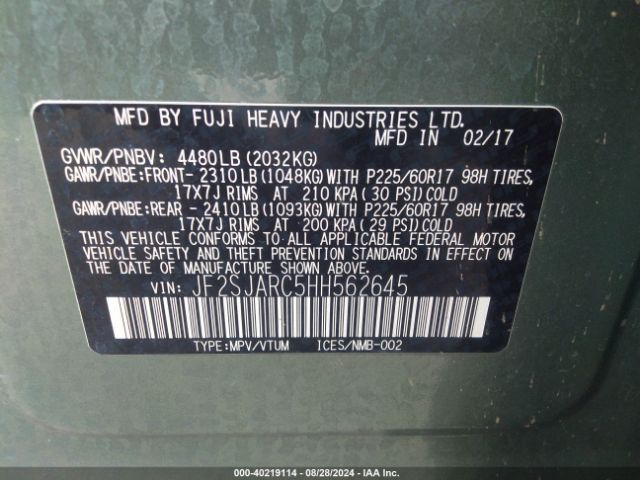 MFD BY FUJI HEAVY INDUSTRIES LTD.
MFD IN 02/17
GVWR/PNBV: 4480LB (2032KG)
GAWR/PNBE:FRONT- 2310LB(1048KG)WITH P225/60R17 98H TIRES,
17X7J RIMS AT 210 KPA( 30 PSI)COLD
GAWR/PNBE:REAR - 2410LB(1093KG)WITH P225/60R17 98H TIRES,
17X7J RIMS AT 200 KPA( 29 PSI)COLD
THIS VEHICLE CONFORMS TO ALL APPLICABLE FEDERAL MOTOR
VEHICLE SAFETY AND THEFT PREVENTION STANDARDS IN EFFECT
ON THE DATE OF MANUFACTURE SHOWN ABOVE.
VIN: JF2SJARC5HH562645
TYPE:MPV/VTUM ICES/NMB-002
000-40219114 - 08/28/2024 - IAA Inc.